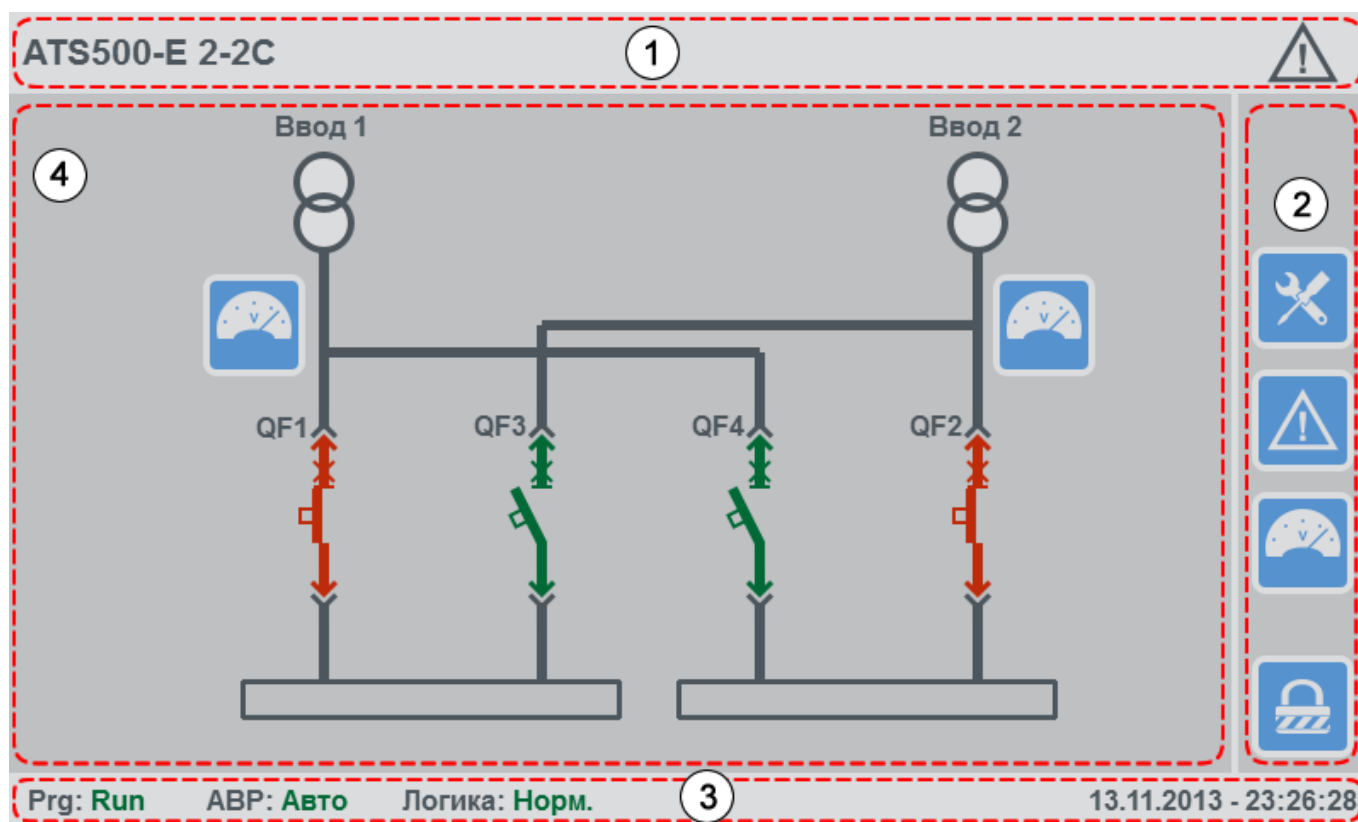 ATS500-E 2-2C
1
Ввод 1
Ввод 2
4
2
V
V
QF1
QF3
QF4
QF2
V
Prg: Run
АВР: Авто
Логика: Норм.
3
13.11.2013 - 23:26:28